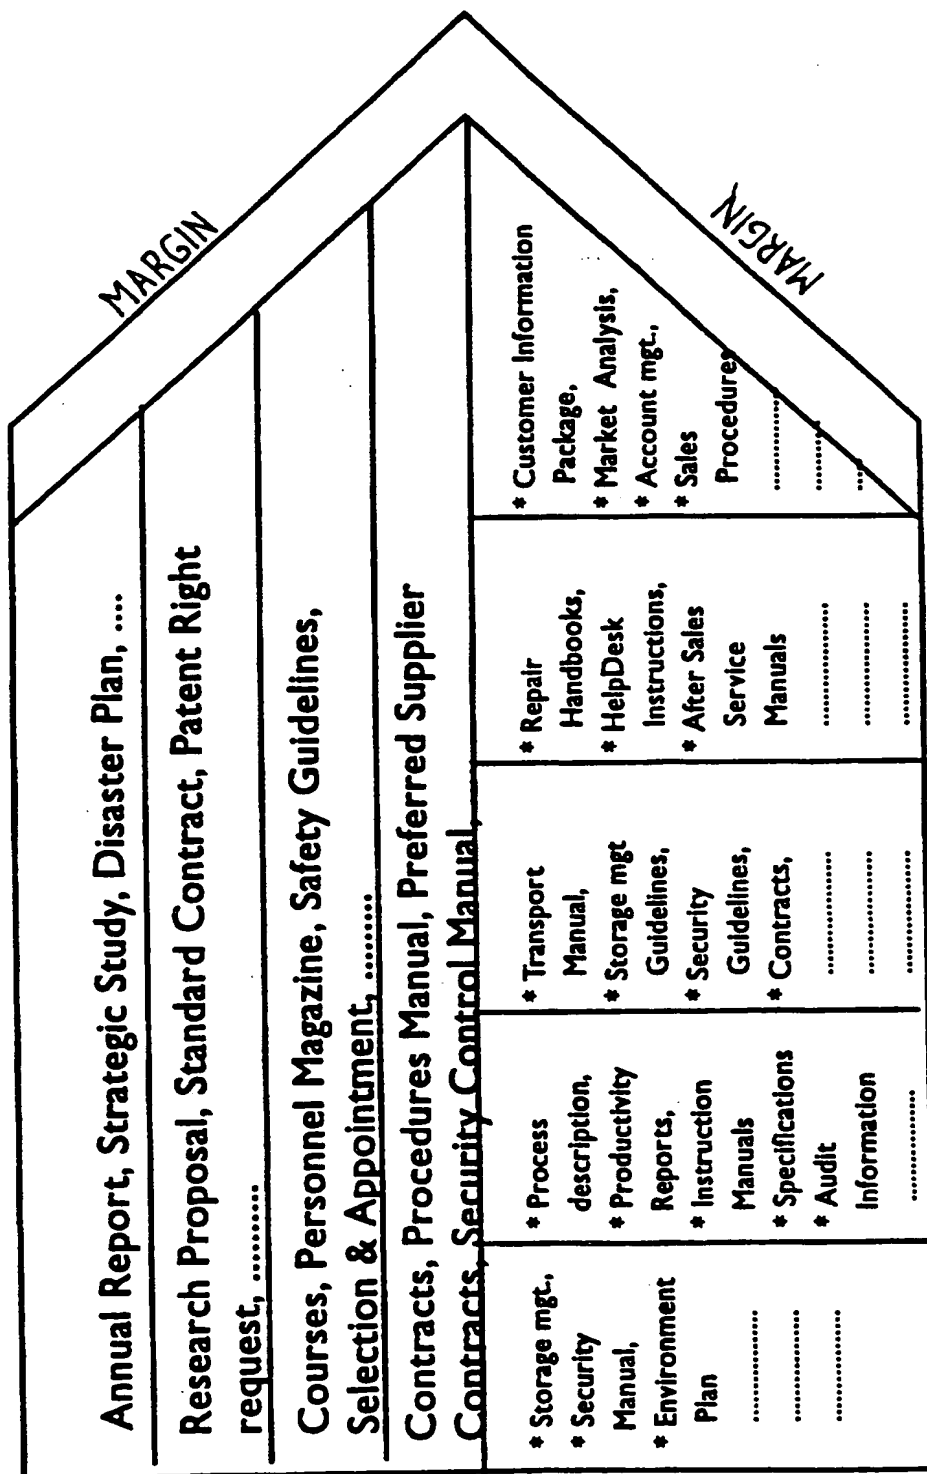 MARGIN
Annual Report, Strategic Study, Disaster Plan, ....
Research Proposal, Standard Contract, Patent Right
request, .........
Courses, Personnel Magazine, Safety Guidelines,
Selection & Appointment, .........
Contracts, Procedures Manual, Preferred Supplier
Contracts, Security Control Manual,
* Storage mgt.,
* Security
Manual,
* Environment
Plan
..................
..................
..................
* Process
description,
* Productivity
Reports,
* Instruction
Manuals
* Specifications
* Audit
Information
..................
* Transport
Manual,
* Storage mgt
Guidelines,
* Security
Guidelines,
* Contracts,
..................
..................
..................
* Repair
Handbooks,
* HelpDesk
Instructions,
* After Sales
Service
Manuals
..................
..................
..................
* Customer Information
Package,
* Market Analysis,
* Account mgt.,
* Sales
Procedures
..................
............
.....
MARGIN
MARGIN